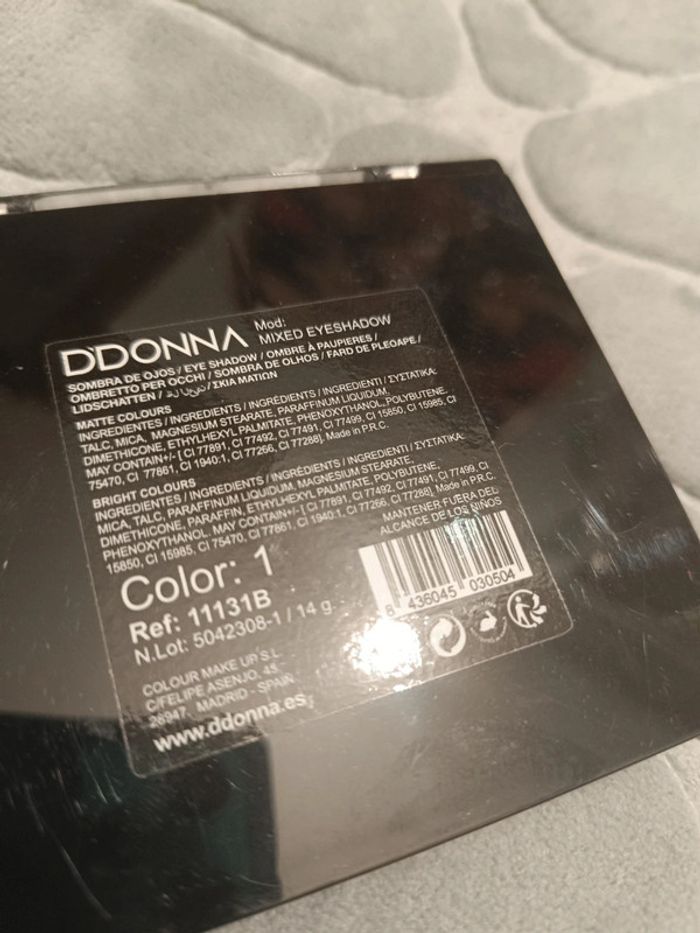 D'DONNA Mod:
MIXED EYESHADOW
SOMBRA DE OJOS / EYE SHADOW / OMBRE À PAUPIERES /
OMBRETTO PER OCCHI / SOMBRA DE OLHOS / FARD DE PLEOAPE /
LIDSCHATTEN / / ΣΚΙΑ ΜΑΤΙΩΝ
MATTE COLOURS
INGREDIENTES / INGREDIENTS / INGRÉDIENTS / INGREDIENTI / ΣΥΣΤΑΤΙΚΑ:
TALC, MICA, MAGNESIUM STEARATE, PARAFFINUM LIQUIDUM,
DIMETHICONE, ETHYLHEXYL PALMITATE, PHENOXYTHANOL, POLYBUTENE.
MAY CONTAIN+/- [ CI 77891, CI 77492, CI 77491, CI 77499, CI 15850, CI 15985, CI
75470, CI 77861, CI 1940:1, CI 77266, CI 77288]. Made in P.R.C.
BRIGHT COLOURS
INGREDIENTES / INGREDIENTS / INGRÉDIENTS / INGREDIENTI / ΣΥΣΤΑΤΙΚΑ:
MICA, TALC, PARAFFINUM LIQUIDUM, MAGNESIUM STEARATE,
DIMETHICONE, PARAFFIN, ETHYLHEXYL PALMITATE, POLYBUTENE,
PHENOXYTHANOL. MAY CONTAIN+/- [ CI 77891, CI 77492, CI 77491, CI 77499, CI
15850, CI 15985, CI 75470, CI 77861, CI 1940:1, CI 77266, CI 77288]. Made in P.R.C.
MANTENER FUERA DEL
ALCANCE DE LOS NIÑOS
Color: 1
Ref: 11131B
N.Lot: 5042308-1 / 14 g
8 436045 030504
COLOUR MAKE UP S.L
C/FELIPE ASENJO, 45
28947, MADRID - SPAIN
www.ddonna.es